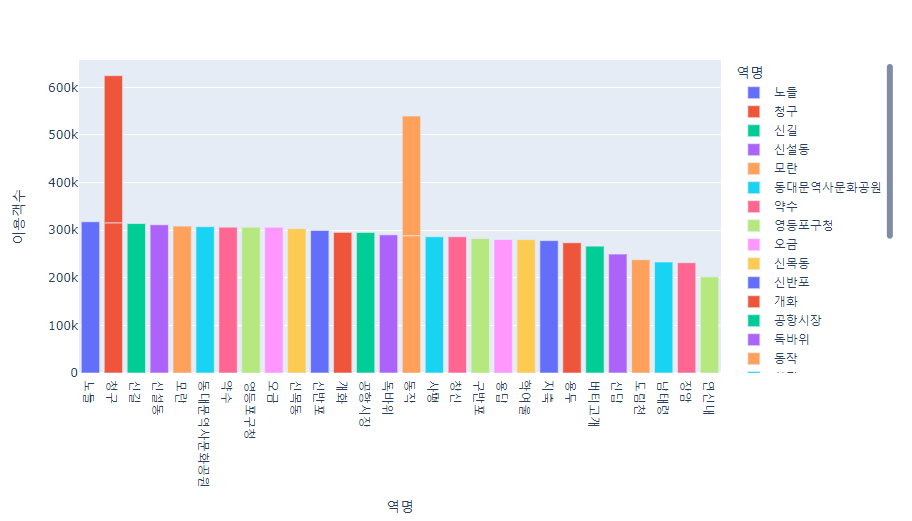 600k
500k
400k
300k
200k
100k
0
이용객수
노들
청구
신길
신설동
모란
동대문역사문화공원
약수
영등포구청
오금
신목동
신반포
개화
공항시장
독바위
동작
사평
창신
구반포
용답
학여울
지축
용두
버티고개
신답
도림천
남태령
장암
연신내
역명
역명
노들
청구
신길
신설동
모란
동대문역사문화공원
약수
영등포구청
오금
신목동
신반포
개화
공항시장
독바위
동작